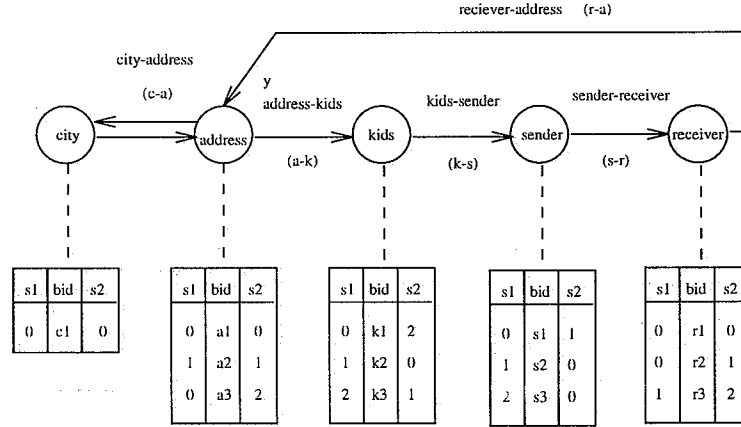 reciever-address (r-a)
city-address
(c-a)
y
address-kids
kids-sender
sender-receiver
city
address
kids
sender
receiver
(a-k)
(k-s)
(s-r)
s1 bid s2
0 c1 0
s1 bid s2
0 a1 0
1 a2 1
0 a3 2
s1 bid s2
0 k1 2
1 k2 0
2 k3 1
s1 bid s2
0 s1 1
1 s2 0
2 s3 0
s1 bid s2
0 r1 0
0 r2 1
1 r3 2